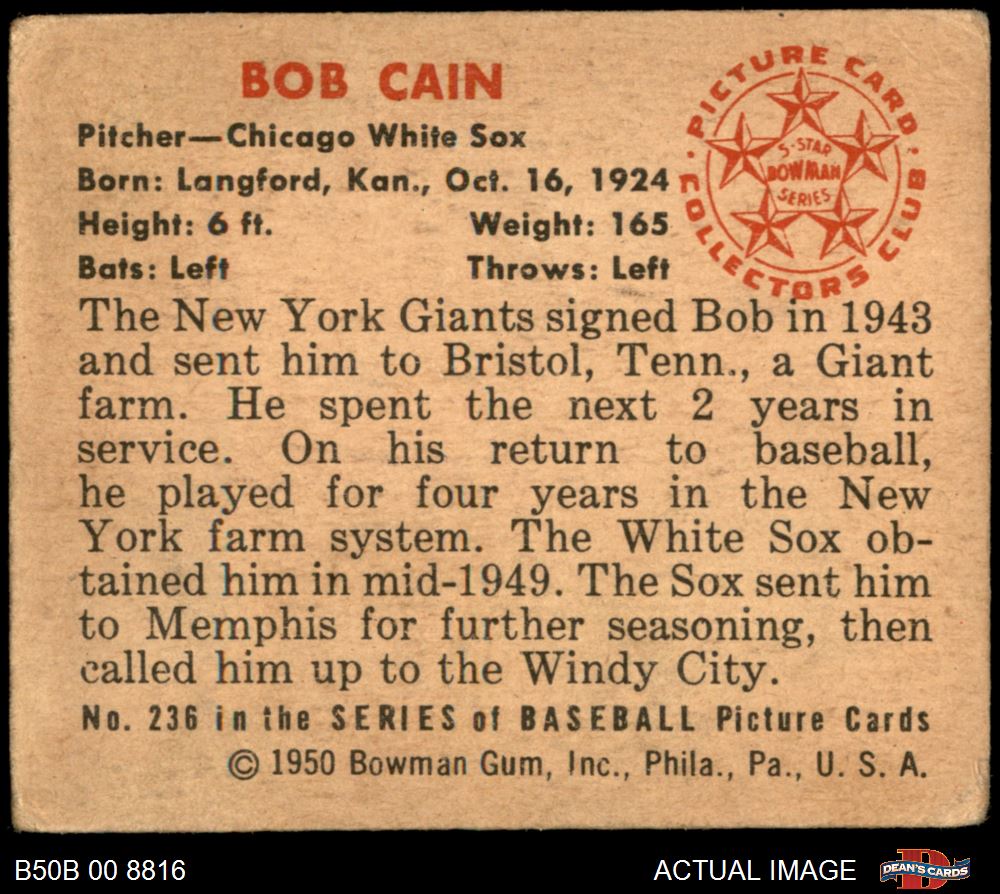 BOB CAIN
Pitcher—Chicago White Sox
Born: Langford, Kan., Oct. 16, 1924
Height: 6 ft. Weight: 165
Bats: Left Throws: Left
PICTURE CARD COLLECTORS CLUB
5-STAR
BOWMAN
SERIES
The New York Giants signed Bob in 1943
and sent him to Bristol, Tenn., a Giant
farm. He spent the next 2 years in
service. On his return to baseball,
he played for four years in the New
York farm system. The White Sox ob-
tained him in mid-1949. The Sox sent him
to Memphis for further seasoning, then
called him up to the Windy City.
No. 236 in the SERIES of BASEBALL Picture Cards
© 1950 Bowman Gum, Inc., Phila., Pa., U. S. A.
B50B 00 8816 ACTUAL IMAGE DEAN'S CARDS